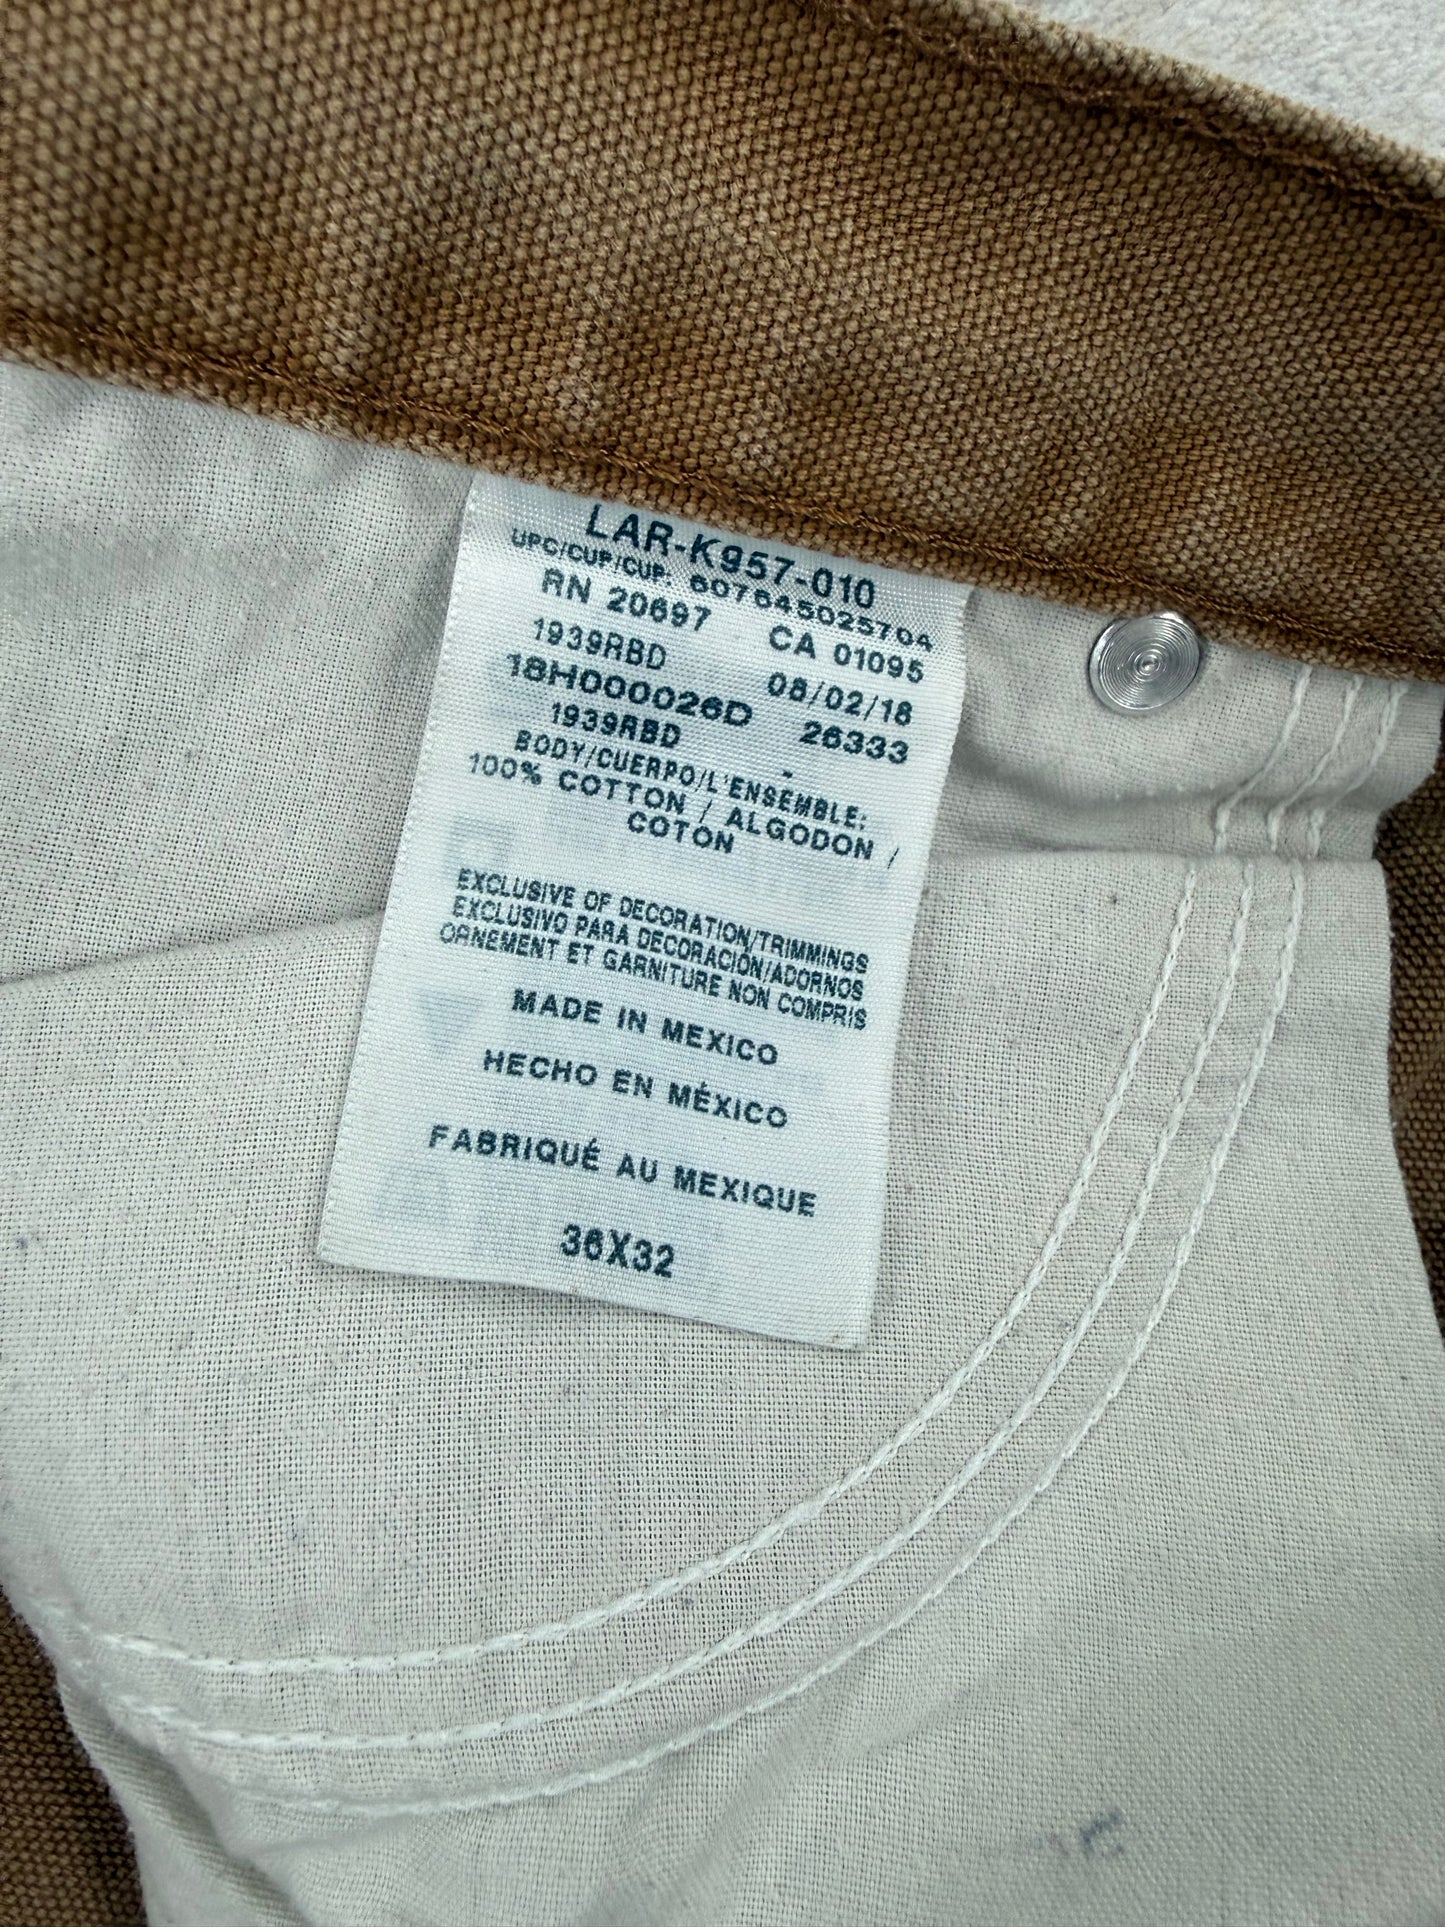 LAR-K957-010
UPC/CUP/CUP: 607645025704
RN 20697 CA 01095
1939RBD 08/02/18
18H000026D 26333
1939RBD -
BODY/CUERPO/L'ENSEMBLE:
100% COTTON / ALGODON /
COTON
EXCLUSIVE OF DECORATION/TRIMMINGS
EXCLUSIVO PARA DECORACION/ADORNOS
ORNEMENT ET GARNITURE NON COMPRIS
MADE IN MEXICO
HECHO EN MÉXICO
FABRIQUÉ AU MEXIQUE
36X32